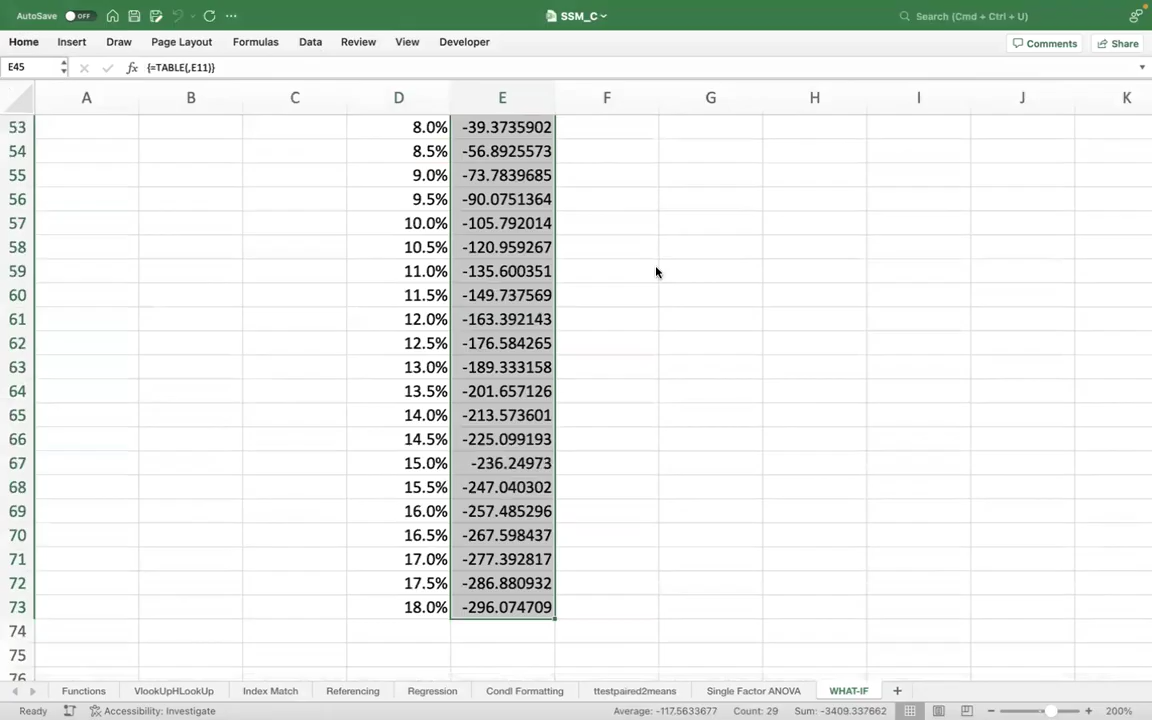 AutoSave OFF SSM_C Search (Cmd + Ctrl + U)
Home Insert Draw Page Layout Formulas Data Review View Developer Comments Share
E45 fx {=TABLE(,E11)}
A B C D E F G H I J K
53 8.0% -39.3735902
54 8.5% -56.8925573
55 9.0% -73.7839685
56 9.5% -90.0751364
57 10.0% -105.792014
58 10.5% -120.959267
59 11.0% -135.600351
60 11.5% -149.737569
61 12.0% -163.392143
62 12.5% -176.584265
63 13.0% -189.333158
64 13.5% -201.657126
65 14.0% -213.573601
66 14.5% -225.099193
67 15.0% -236.24973
68 15.5% -247.040302
69 16.0% -257.485296
70 16.5% -267.598437
71 17.0% -277.392817
72 17.5% -286.880932
73 18.0% -296.074709
74
75
76
Functions VlookUpHLookUp Index Match Referencing Regression Condl Formatting ttestpaired2means Single Factor ANOVA WHAT-IF
Ready Accessibility: Investigate Average: -117.5633677 Count: 29 Sum: -3409.337662 200%